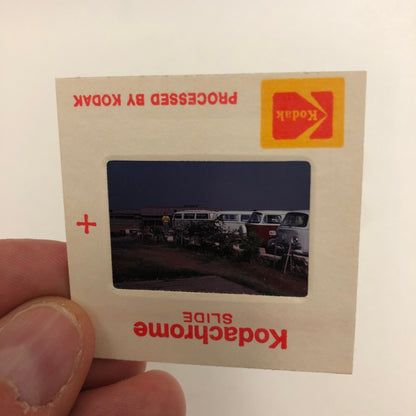 PROCESSED BY KODAK
Kodak
Kodachrome
SLIDE